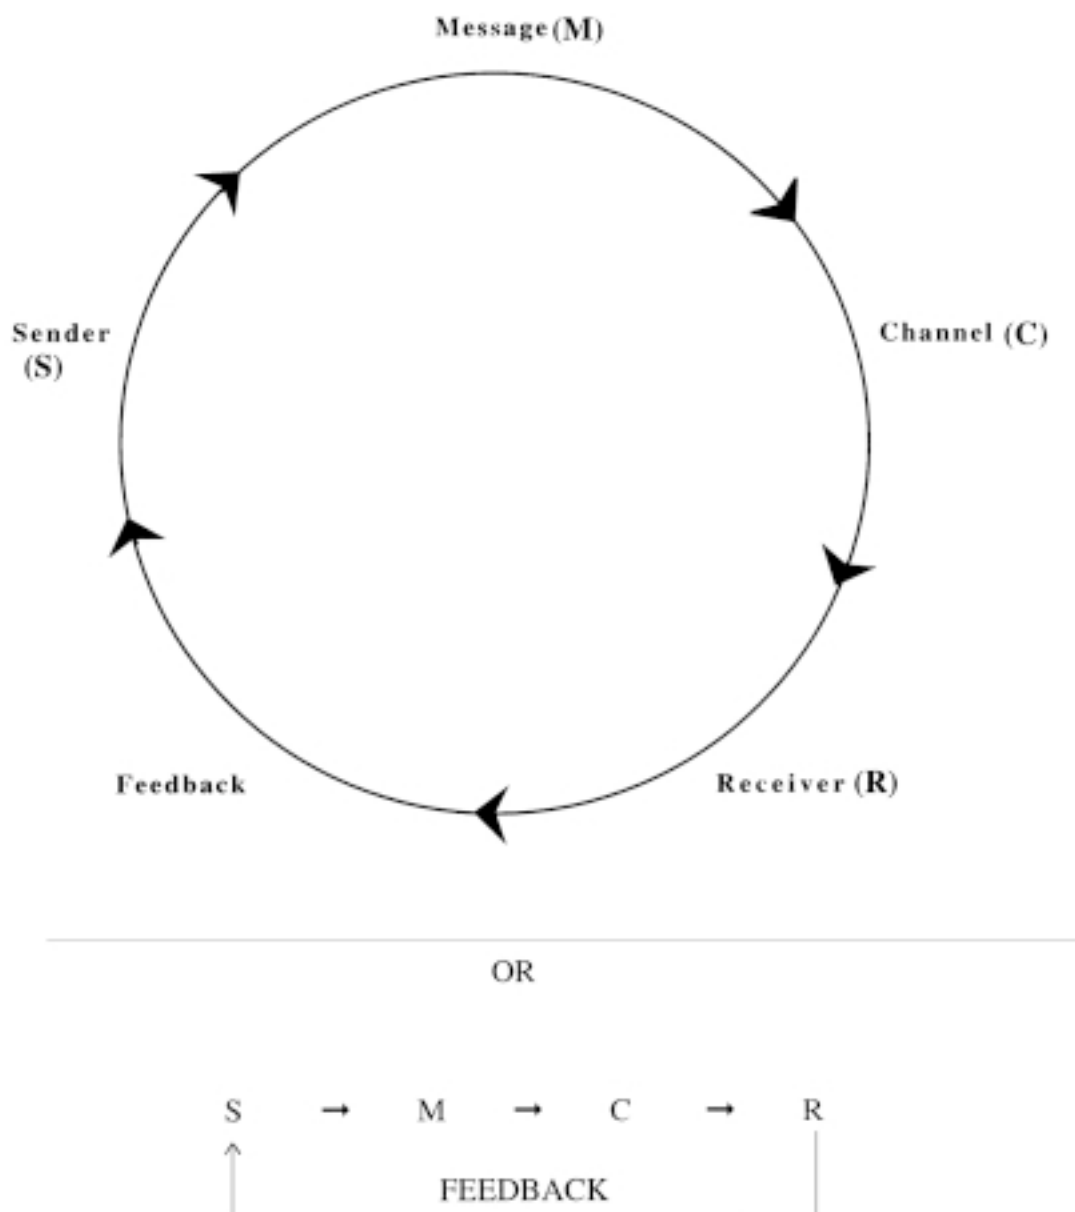 Message (M)
Sender
(S)
Channel (C)
Feedback
Receiver (R)
OR
S → M → C → R
FEEDBACK